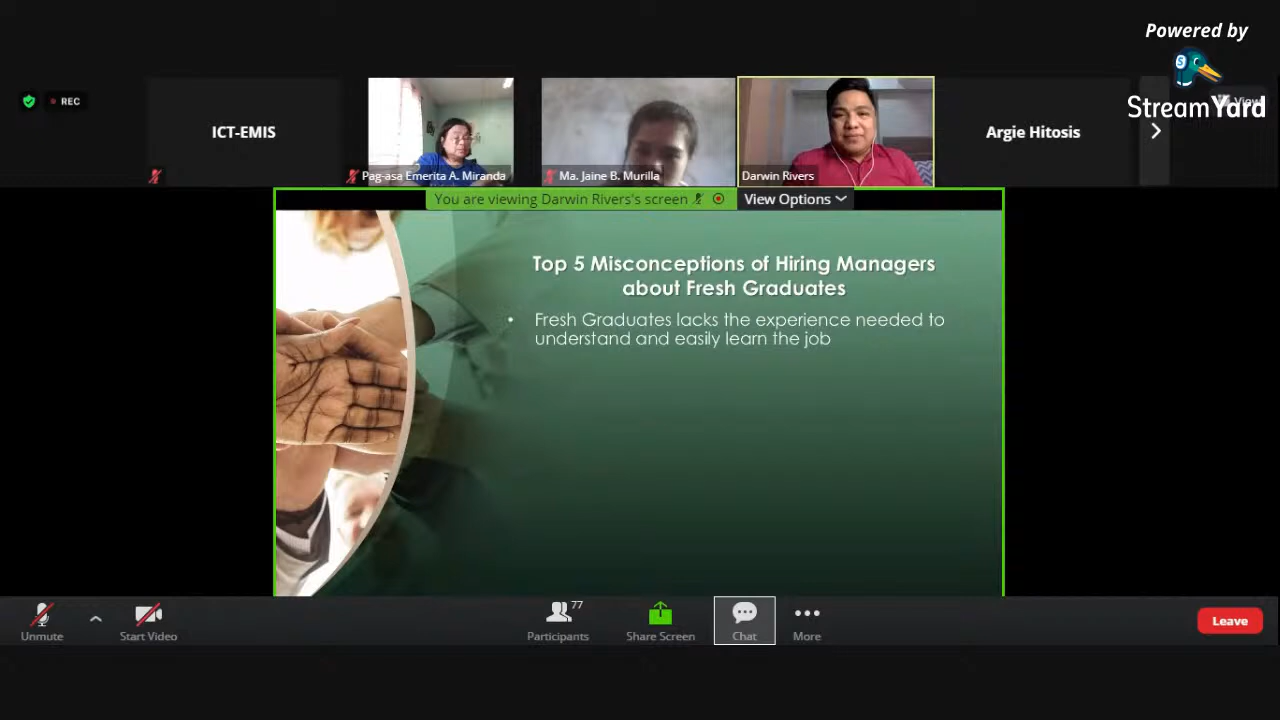 Powered by
StreamYard
REC
View
ICT-EMIS
Pag-asa Emerita A. Miranda
Ma. Jaine B. Murilla
Darwin Rivers
Argie Hitosis
You are viewing Darwin Rivers's screen
View Options
Top 5 Misconceptions of Hiring Managers
about Fresh Graduates
• Fresh Graduates lacks the experience needed to
understand and easily learn the job
Unmute
Start Video
77
Participants
Share Screen
Chat
More
Leave